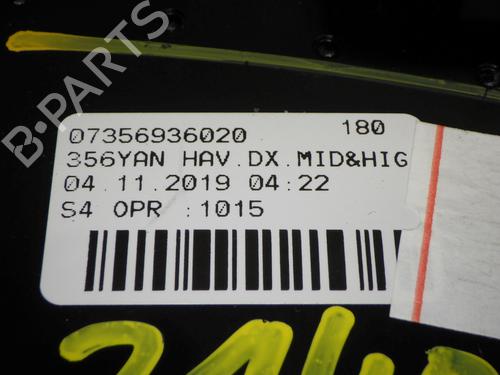 B-PARTS
07356936020 180
356YAN HAV.DX.MID&HIG
04.11.2019 04:22
S4 OPR :1015